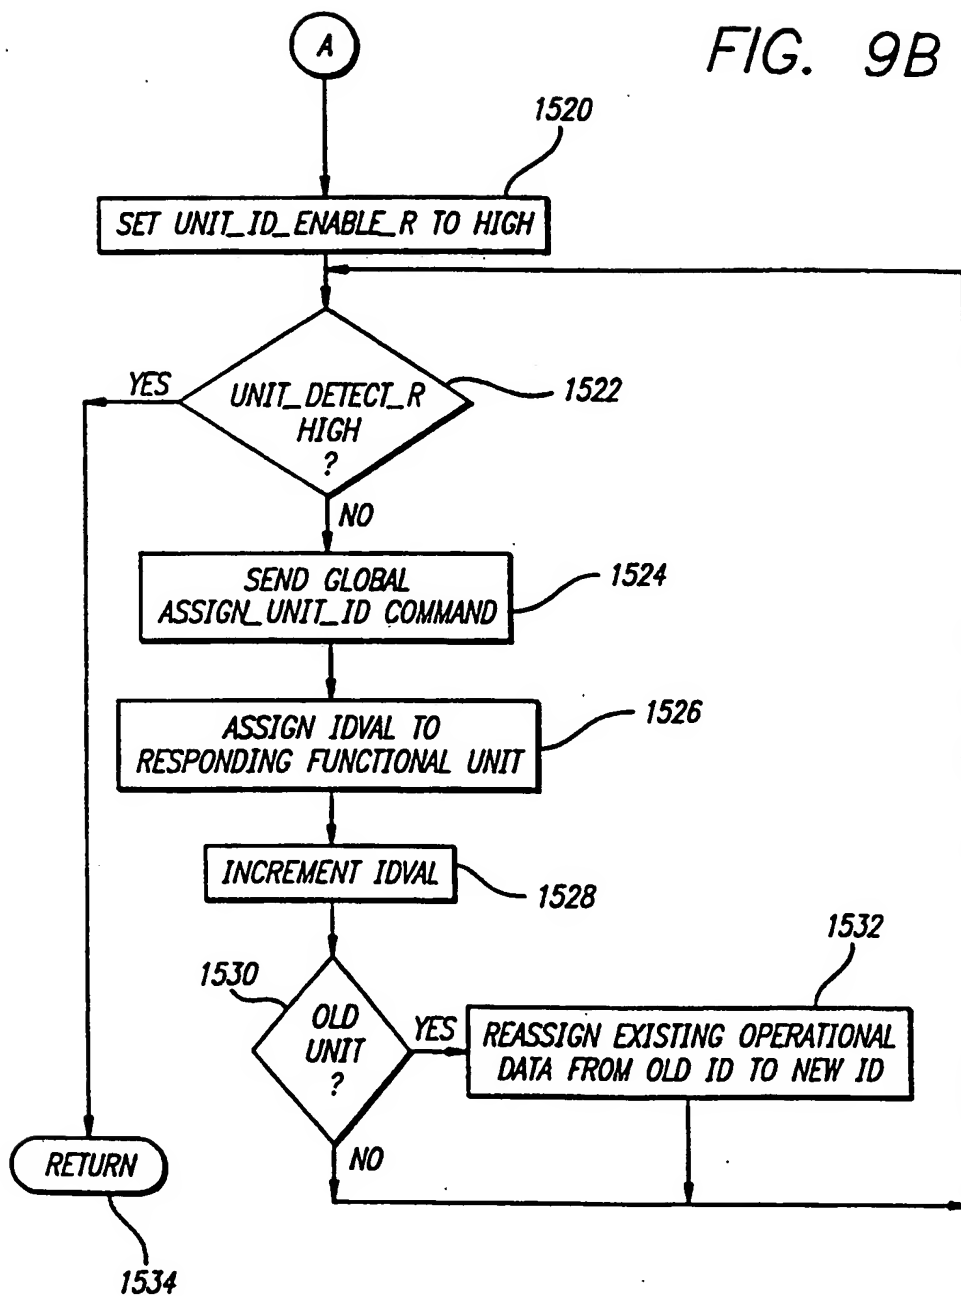 A
FIG. 9B
1520
SET UNIT_ID_ENABLE_R TO HIGH
YES
UNIT_DETECT_R
HIGH
?
1522
NO
SEND GLOBAL
ASSIGN_UNIT_ID COMMAND
1524
ASSIGN IDVAL TO
RESPONDING FUNCTIONAL UNIT
1526
INCREMENT IDVAL
1528
1530
OLD
UNIT
?
YES
1532
REASSIGN EXISTING OPERATIONAL
DATA FROM OLD ID TO NEW ID
NO
RETURN
1534